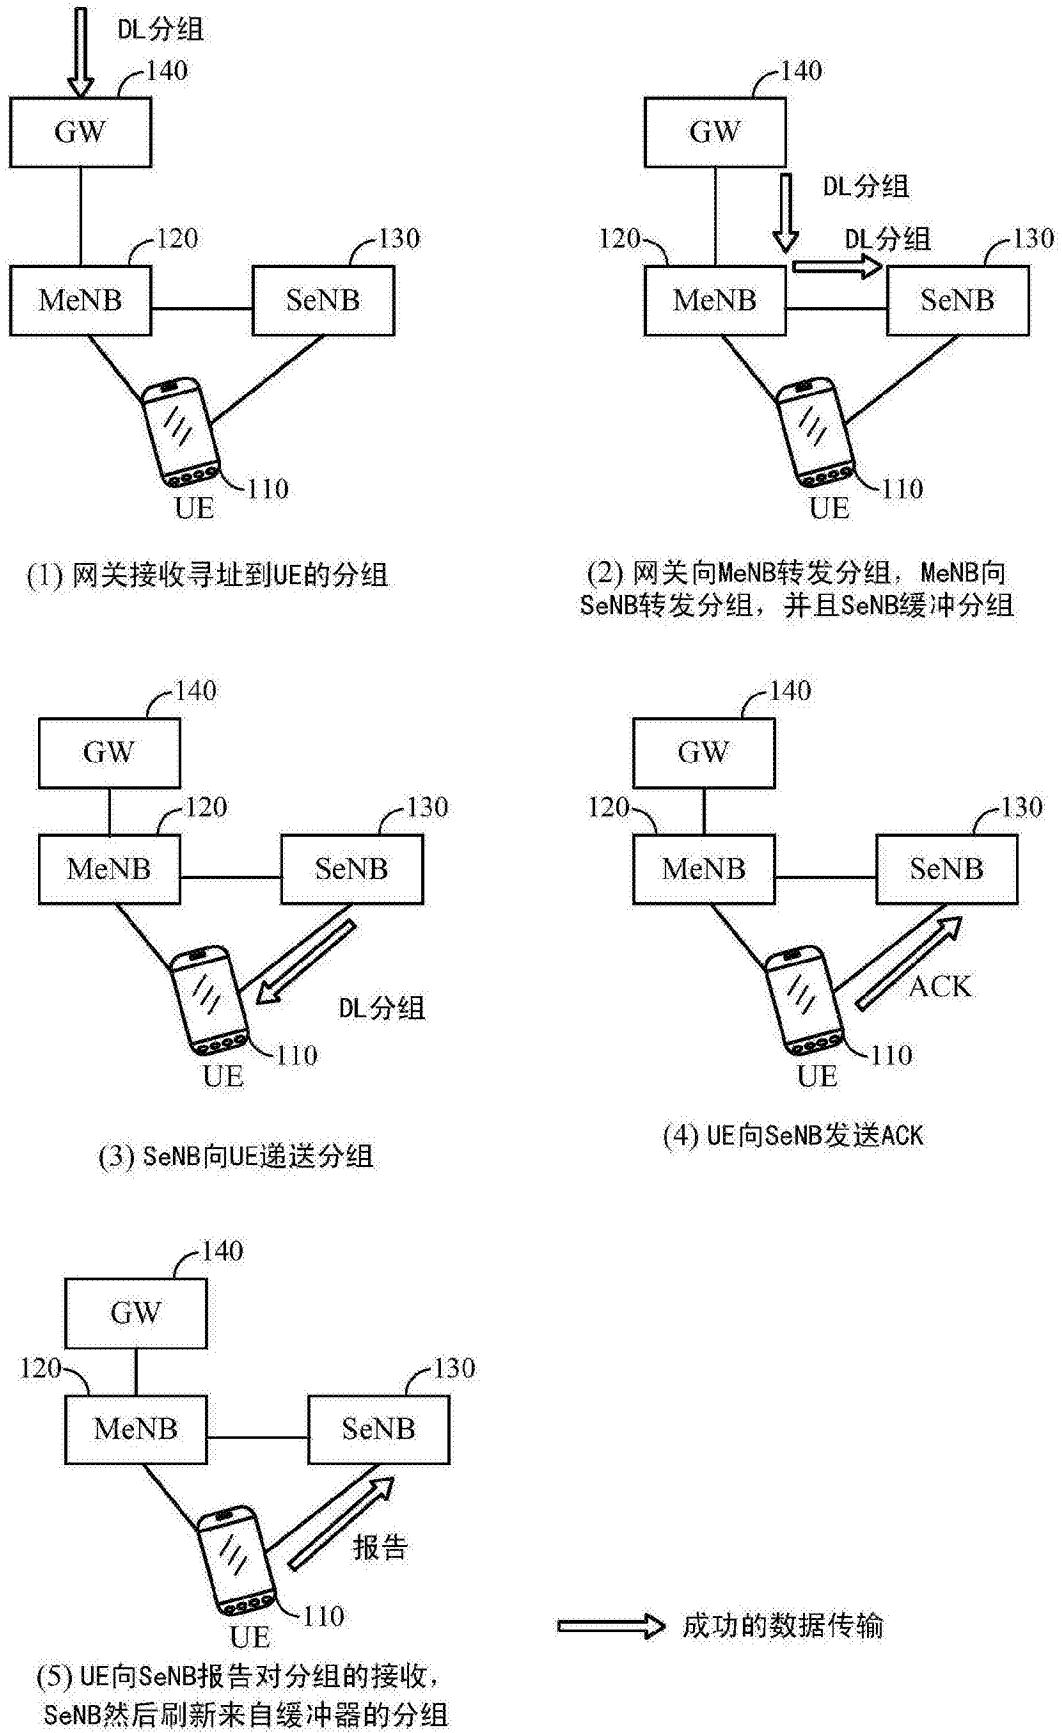 DL分组
140
GW
120
130
MeNB
SeNB
110
UE
(1) 网关接收寻址到UE的分组
140
GW
DL分组
120
DL分组
130
MeNB
SeNB
110
UE
(2) 网关向MeNB转发分组，MeNB向
SeNB转发分组，并且SeNB缓冲分组
140
GW
120
130
MeNB
SeNB
DL分组
110
UE
(3) SeNB向UE递送分组
140
GW
120
130
MeNB
SeNB
ACK
110
UE
(4) UE向SeNB发送ACK
140
GW
120
130
MeNB
SeNB
报告
110
UE
(5) UE向SeNB报告对分组的接收，
SeNB然后刷新来自缓冲器的分组
成功的数据传输